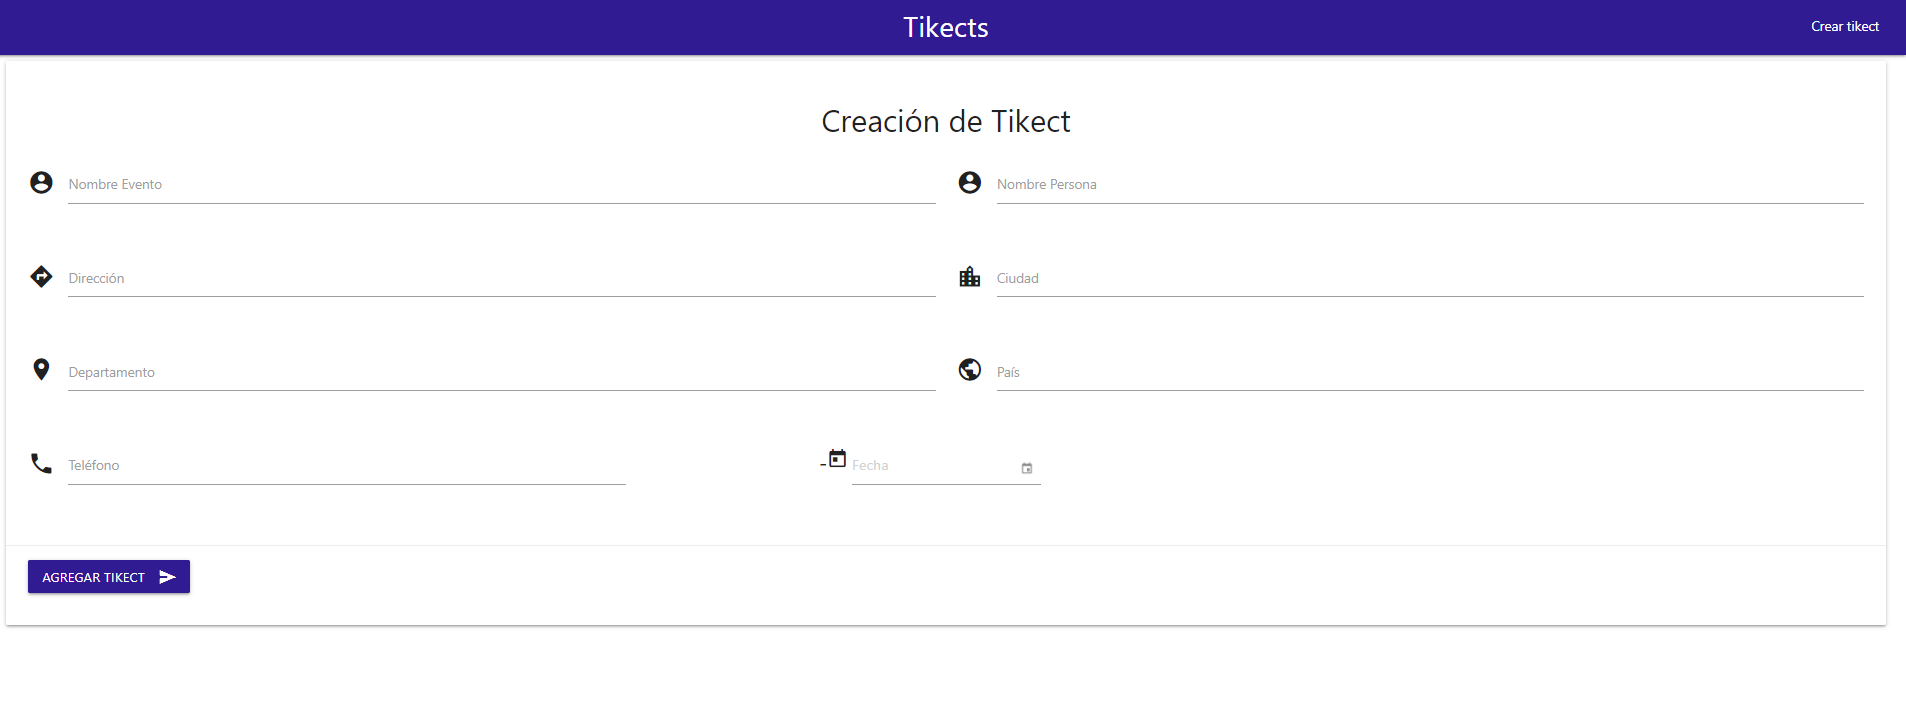 Tikects
Crear tikect
Creación de Tikect
Nombre Evento
Nombre Persona
Dirección
Ciudad
Departamento
País
Teléfono
-
Fecha
AGREGAR TIKECT